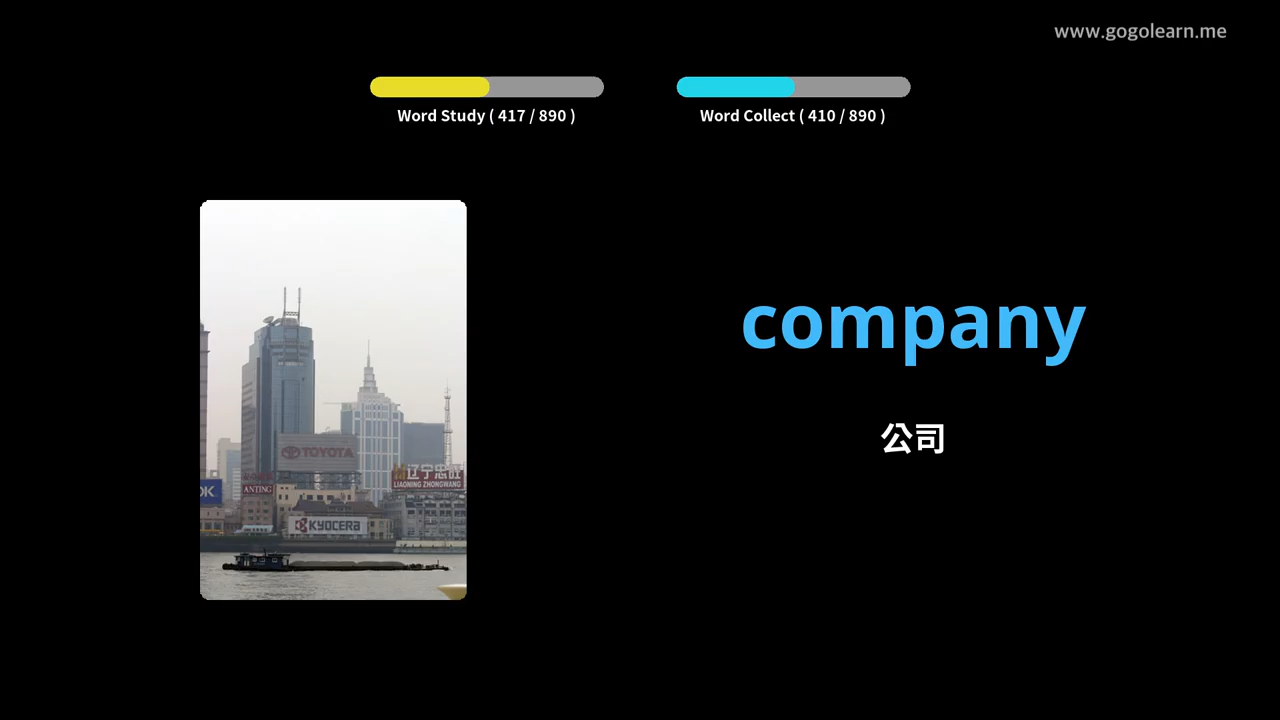 www.gogolearn.me
Word Study ( 417 / 890 )
Word Collect ( 410 / 890 )
company
公司
TOYOTA
OK
ANTING
辽宁忠旺
LIAONING ZHONGWANG
KYOCERA